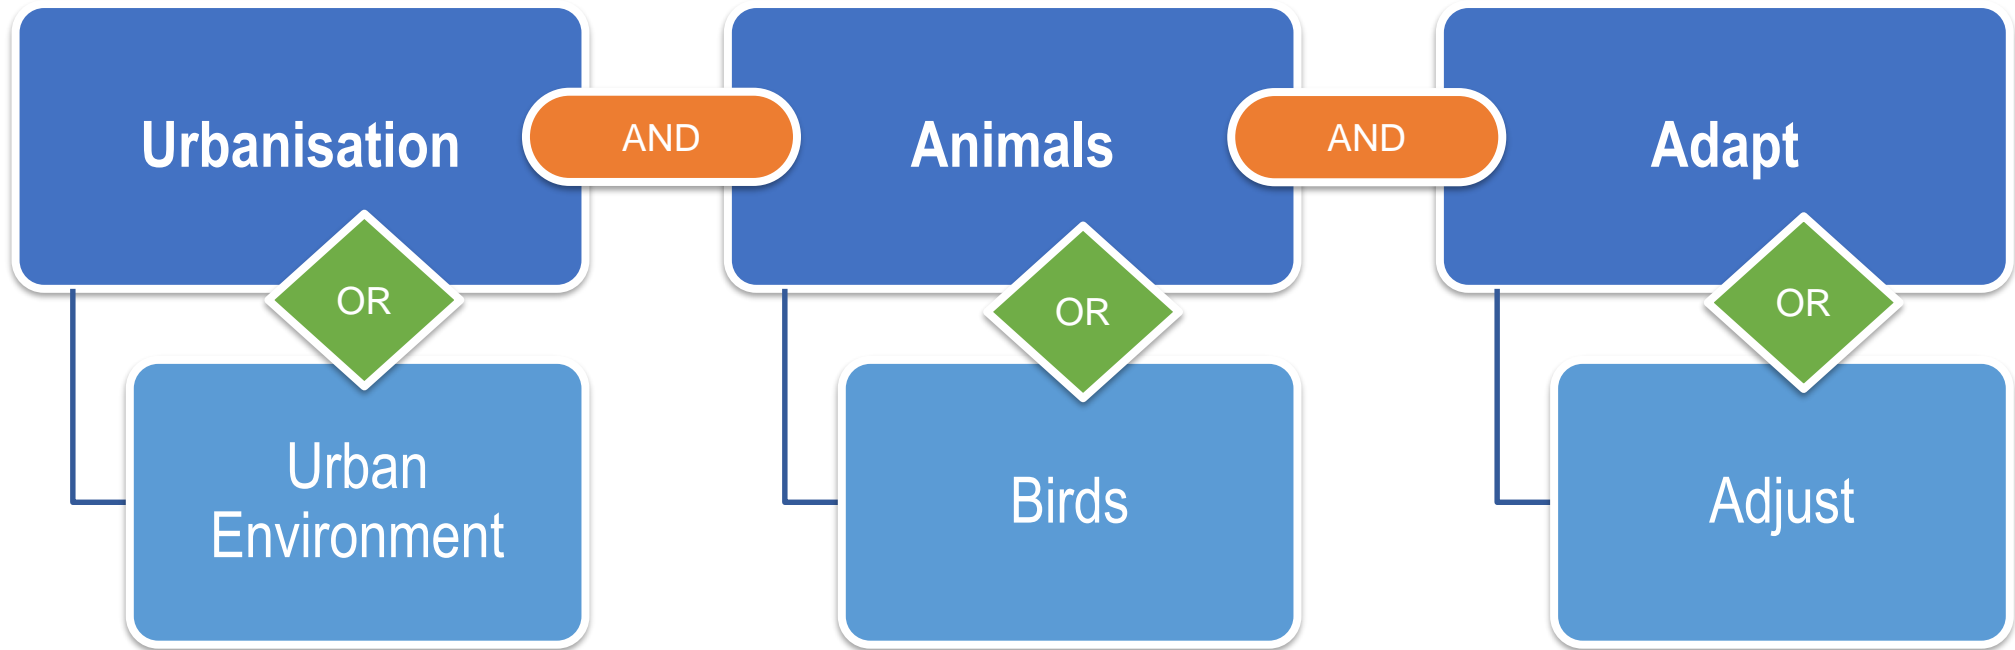 Urbanisation
AND
Animals
AND
Adapt
OR
OR
OR
Urban
Environment
Birds
Adjust